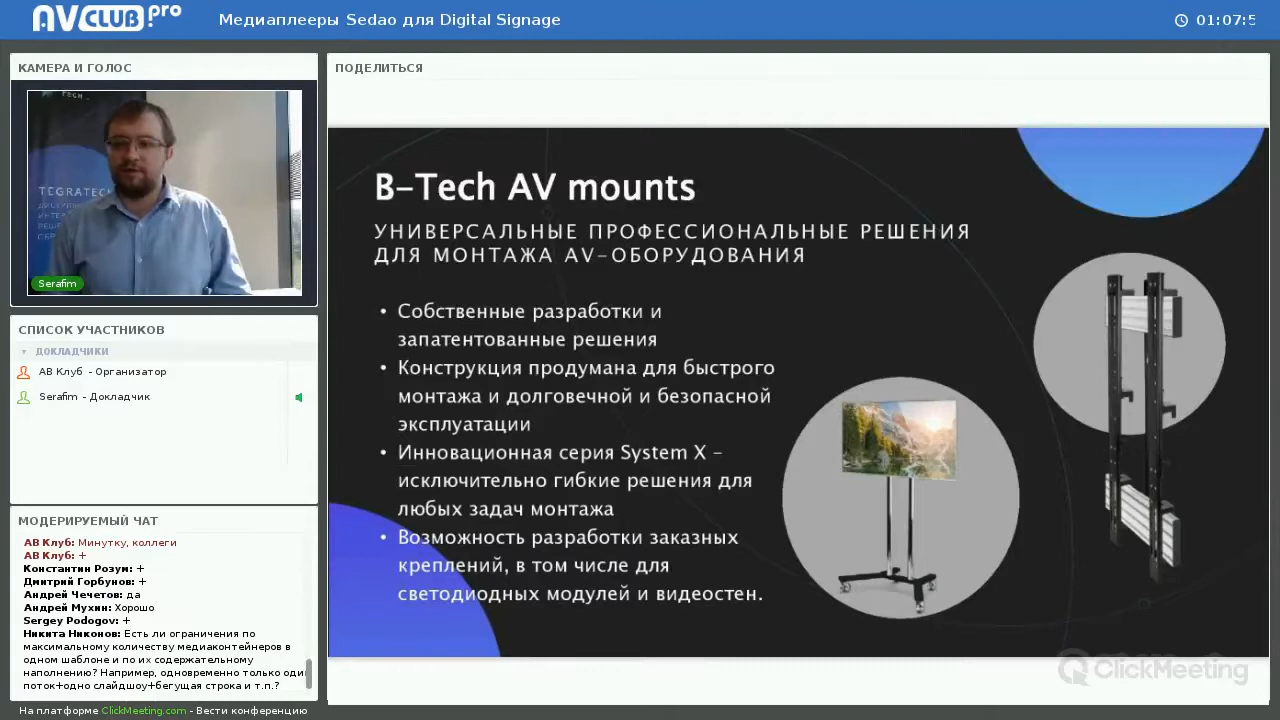 AVCLUB.pro
Медиаплееры Sedao для Digital Signage
01:07:5
КАМЕРА И ГОЛОС
TECH
TEGRATECH
Serafim
СПИСОК УЧАСТНИКОВ
ДОКЛАДЧИКИ
АВ Клуб - Организатор
Serafim - Докладчик
МОДЕРИРУЕМЫЙ ЧАТ
АВ Клуб: Минутку, коллеги
АВ Клуб: +
Константин Розум: +
Дмитрий Горбунов: +
Андрей Чечетов: да
Андрей Мухин: Хорошо
Sergey Podogov: +
Никита Никонов: Есть ли ограничения по
максимальному количеству медиаконтейнеров в
одном шаблоне и по их содержательному
наполнению? Например, одновременно только оди
поток+одно слайдшоу+бегущая строка и т.п.?
На платформе ClickMeeting.com - Вести конференцию
ПОДЕЛИТЬСЯ
B-Tech AV mounts
УНИВЕРСАЛЬНЫЕ ПРОФЕССИОНАЛЬНЫЕ РЕШЕНИЯ
ДЛЯ МОНТАЖА AV-ОБОРУДОВАНИЯ
• Собственные разработки и
запатентованные решения
• Конструкция продумана для быстрого
монтажа и долговечной и безопасной
эксплуатации
• Инновационная серия System X –
исключительно гибкие решения для
любых задач монтажа
• Возможность разработки заказных
креплений, в том числе для
светодиодных модулей и видеостен.
ClickMeeting